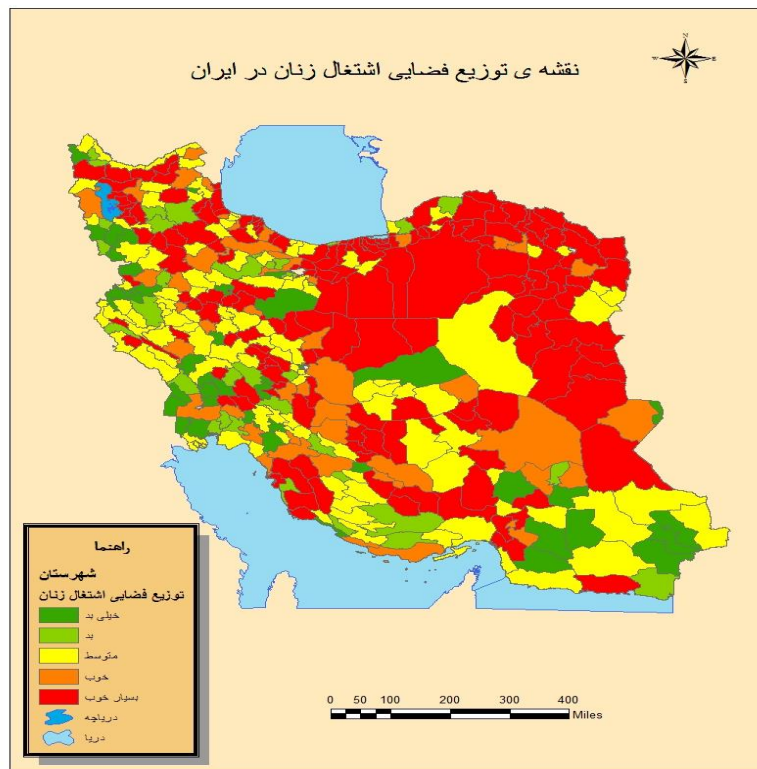 نقشه ی توزیع فضایی اشتغال زنان در ایران
N
W E
S
راهنما
شهرستان
توزیع فضایی اشتغال زنان
خیلی بد
بد
متوسط
خوب
بسیار خوب
دریاچه
دریا
0 50 100 200 300 400
Miles